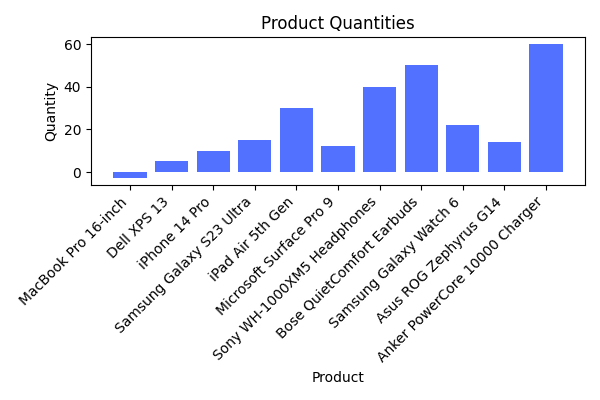 Product Quantities
Quantity
60
40
20
0
MacBook Pro 16-inch
Dell XPS 13
iPhone 14 Pro
Samsung Galaxy S23 Ultra
iPad Air 5th Gen
Microsoft Surface Pro 9
Sony WH-1000XM5 Headphones
Bose QuietComfort Earbuds
Samsung Galaxy Watch 6
Asus ROG Zephyrus G14
Anker PowerCore 10000 Charger
Product